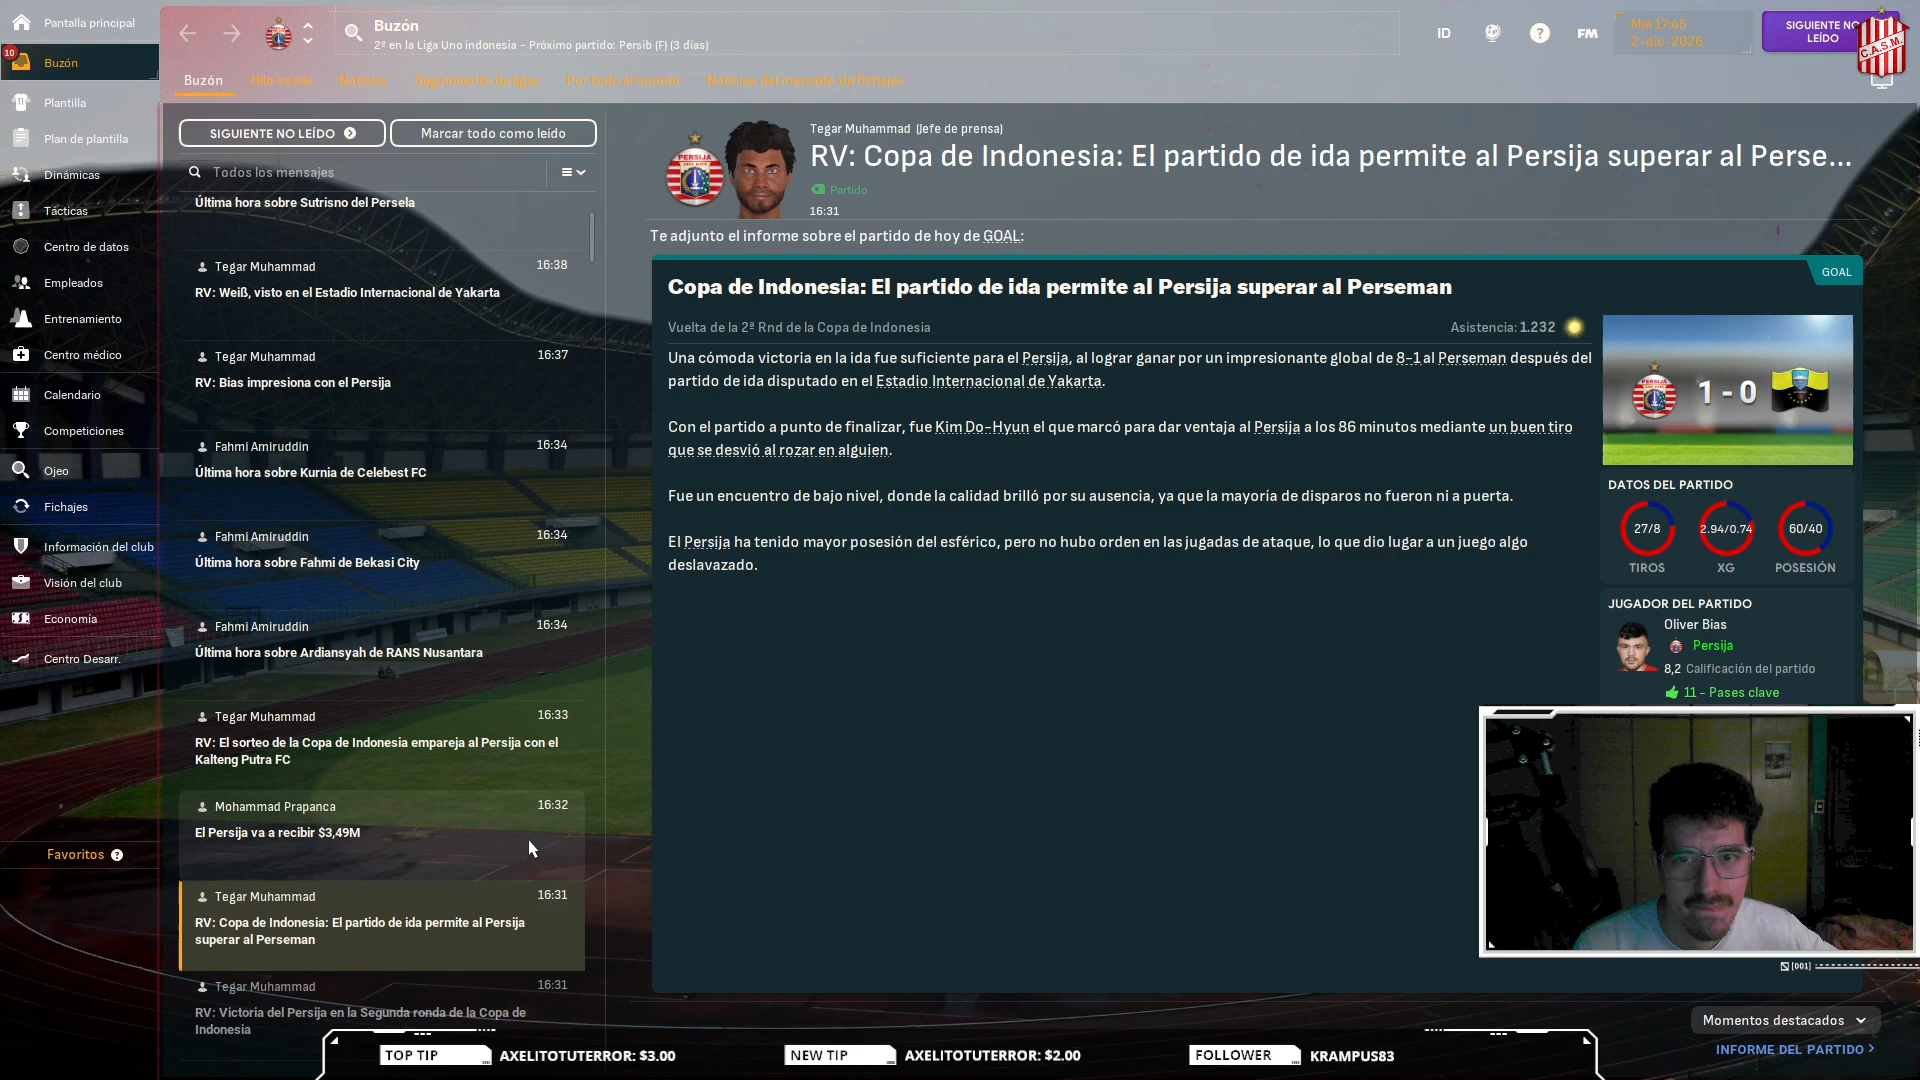 Pantalla principal
10
Buzón
Plantilla
Plan de plantilla
Dinámicas
Tácticas
Centro de datos
Empleados
Entrenamiento
Centro médico
Calendario
Competiciones
Ojeo
Fichajes
Información del club
Visión del club
Economía
Centro Desarr.
Favoritos ?
Buzón
2º en la Liga Uno indonesia - Próximo partido: Persib (F) (3 días)
ID
?
FM
Mié 17:45
2-dic-2026
SIGUIENTE NO
LEÍDO
C.A.S.M.
Buzón Hilo social Noticias Seguimiento de ligas Por todo el mundo Noticias del mercado de fichajes
SIGUIENTE NO LEÍDO
Marcar todo como leído
Todos los mensajes
Última hora sobre Sutrisno del Persela
Tegar Muhammad 16:38
RV: Weiß, visto en el Estadio Internacional de Yakarta
Tegar Muhammad 16:37
RV: Bias impresiona con el Persija
Fahmi Amiruddin 16:34
Última hora sobre Kurnia de Celebest FC
Fahmi Amiruddin 16:34
Última hora sobre Fahmi de Bekasi City
Fahmi Amiruddin 16:34
Última hora sobre Ardiansyah de RANS Nusantara
Tegar Muhammad 16:33
RV: El sorteo de la Copa de Indonesia empareja al Persija con el
Kalteng Putra FC
Mohammad Prapanca 16:32
El Persija va a recibir $3,49M
Tegar Muhammad 16:31
RV: Copa de Indonesia: El partido de ida permite al Persija
superar al Perseman
Tegar Muhammad 16:31
RV: Victoria del Persija en la Segunda ronda de la Copa de
Indonesia
PERSIJA
Tegar Muhammad (Jefe de prensa)
RV: Copa de Indonesia: El partido de ida permite al Persija superar al Perse...
Partido
16:31
Te adjunto el informe sobre el partido de hoy de GOAL:
GOAL
Copa de Indonesia: El partido de ida permite al Persija superar al Perseman
Vuelta de la 2ª Rnd de la Copa de Indonesia
Asistencia: 1.232
Una cómoda victoria en la ida fue suficiente para el Persija, al lograr ganar por un impresionante global de 8-1 al Perseman después del
partido de ida disputado en el Estadio Internacional de Yakarta.
Con el partido a punto de finalizar, fue Kim Do-Hyun el que marcó para dar ventaja al Persija a los 86 minutos mediante un buen tiro
que se desvió al rozar en alguien.
Fue un encuentro de bajo nivel, donde la calidad brilló por su ausencia, ya que la mayoría de disparos no fueron ni a puerta.
El Persija ha tenido mayor posesión del esférico, pero no hubo orden en las jugadas de ataque, lo que dio lugar a un juego algo
deslavazado.
PERSIJA
1 - 0
DATOS DEL PARTIDO
27/8
2.94/0.74
60/40
TIROS
XG
POSESIÓN
JUGADOR DEL PARTIDO
Oliver Bias
Persija
8,2 Calificación del partido
11 - Pases clave
[001]
Momentos destacados
INFORME DEL PARTIDO >
TOP TIP
AXELITOTUTERROR: $3.00
NEW TIP
AXELITOTUTERROR: $2.00
FOLLOWER
KRAMPUS83